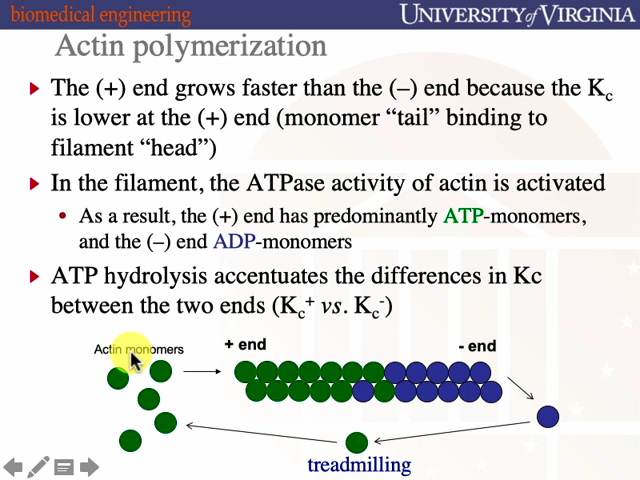 biomedical engineering
UNIVERSITY of VIRGINIA
Actin polymerization
The (+) end grows faster than the (–) end because the Kc
is lower at the (+) end (monomer “tail” binding to
filament “head”)
In the filament, the ATPase activity of actin is activated
As a result, the (+) end has predominantly ATP-monomers,
and the (–) end ADP-monomers
ATP hydrolysis accentuates the differences in Kc
between the two ends (Kc+ vs. Kc-)
Actin monomers
+ end
- end
treadmilling